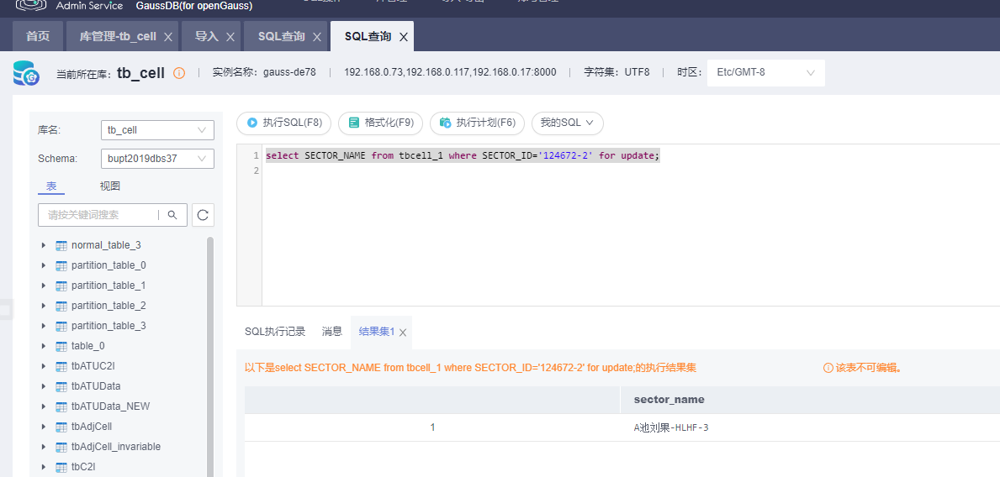 Admin Service GaussDB(for openGauss)
首页 库管理-tb_cell 导入 SQL查询 SQL查询
当前所在库: tb_cell 实例名称: gauss-de78 192.168.0.73,192.168.0.117,192.168.0.17:8000 字符集: UTF8 时区: Etc/GMT-8
库名: tb_cell
Schema: bupt2019dbs37
表 视图
请按关键词搜索
normal_table_3
partition_table_0
partition_table_1
partition_table_2
partition_table_3
table_0
tbATUC2I
tbATUData
tbATUData_NEW
tbAdjCell
tbAdjCell_invariable
tbC2I
执行SQL(F8) 格式化(F9) 执行计划(F6) 我的SQL
1 select SECTOR_NAME from tbcell_1 where SECTOR_ID='124672-2' for update;
2
SQL执行记录 消息 结果集1
以下是select SECTOR_NAME from tbcell_1 where SECTOR_ID='124672-2' for update;的执行结果集 该表不可编辑。
sector_name
1 A池刘果-HLHF-3